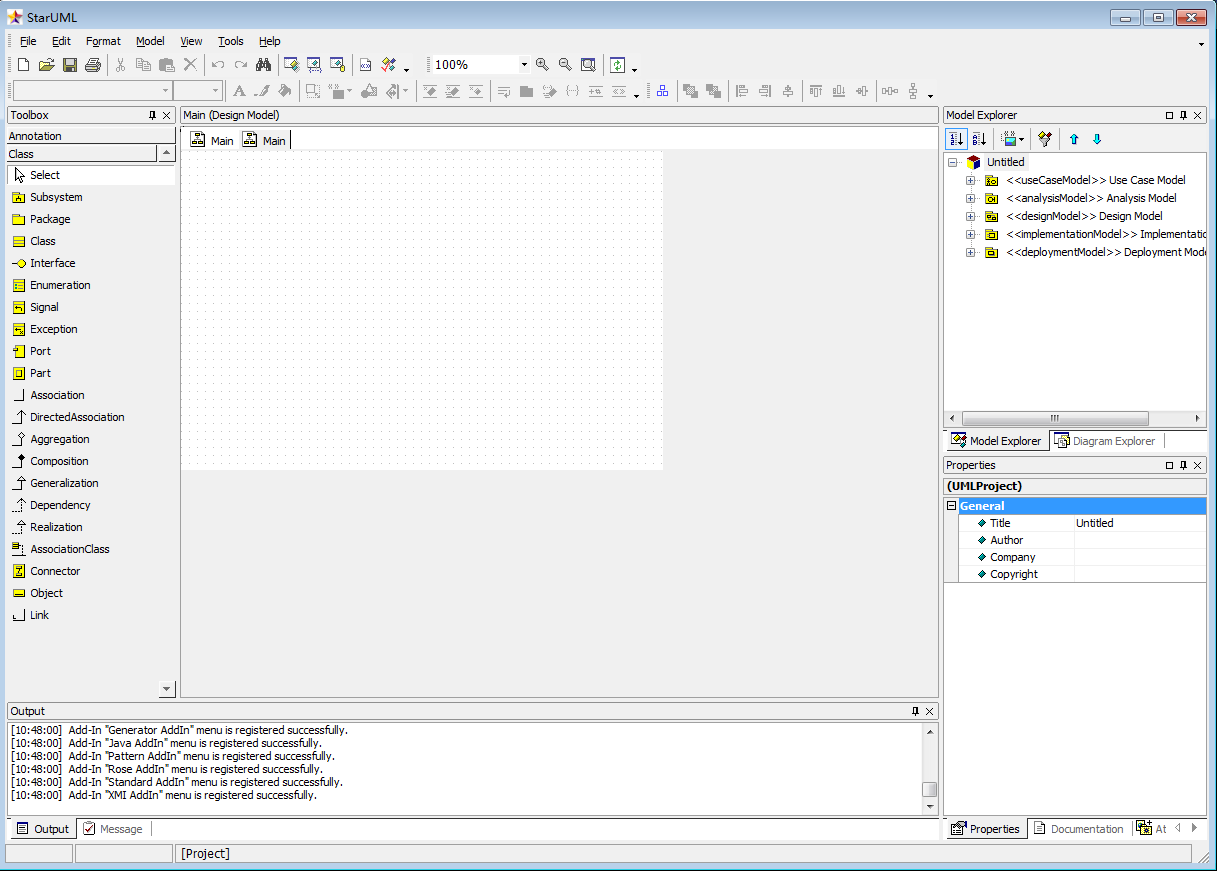 StarUML
File Edit Format Model View Tools Help
100%
Toolbox
Annotation
Class
Select
Subsystem
Package
Class
Interface
Enumeration
Signal
Exception
Port
Part
Association
DirectedAssociation
Aggregation
Composition
Generalization
Dependency
Realization
AssociationClass
Connector
Object
Link
Main (Design Model)
Main Main
Model Explorer
Untitled
<<useCaseModel>> Use Case Model
<<analysisModel>> Analysis Model
<<designModel>> Design Model
<<implementationModel>> Implementatic
<<deploymentModel>> Deployment Mode
Model Explorer Diagram Explorer
Properties
(UMLProject)
General
Title Untitled
Author
Company
Copyright
Properties Documentation At
Output
[10:48:00] Add-In "Generator AddIn" menu is registered successfully.
[10:48:00] Add-In "Java AddIn" menu is registered successfully.
[10:48:00] Add-In "Pattern AddIn" menu is registered successfully.
[10:48:00] Add-In "Rose AddIn" menu is registered successfully.
[10:48:00] Add-In "Standard AddIn" menu is registered successfully.
[10:48:00] Add-In "XMI AddIn" menu is registered successfully.
Output Message
[Project]